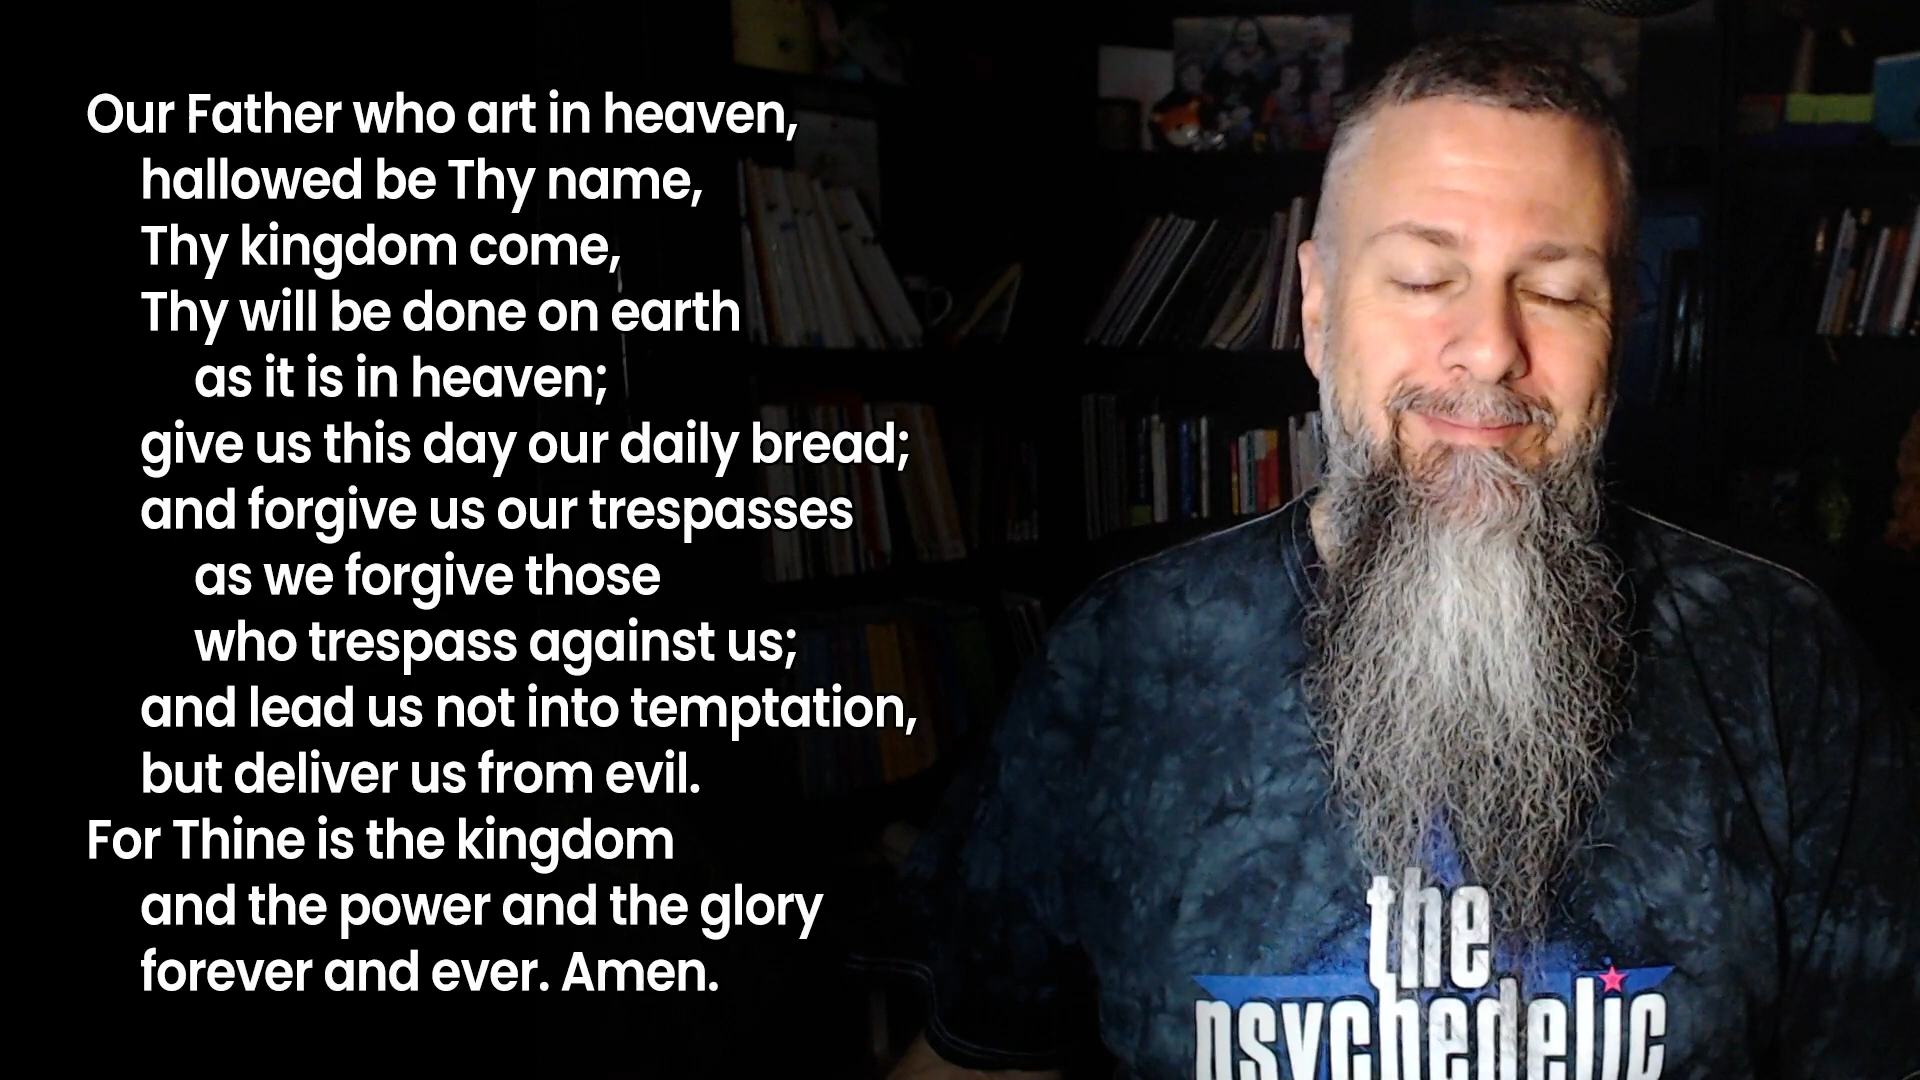 Our Father who art in heaven,
hallowed be Thy name,
Thy kingdom come,
Thy will be done on earth
as it is in heaven;
give us this day our daily bread;
and forgive us our trespasses
as we forgive those
who trespass against us;
and lead us not into temptation,
but deliver us from evil.
For Thine is the kingdom
and the power and the glory
forever and ever. Amen.
the
psychedelic